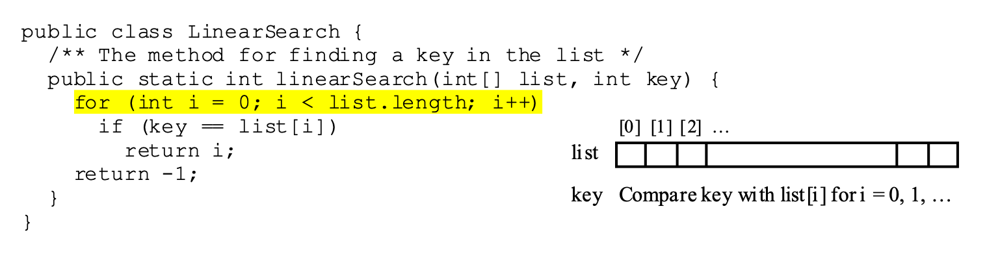 public class LinearSearch {
/** The method for finding a key in the list */
public static int linearSearch(int[] list, int key) {
for (int i = 0; i < list.length; i++)
if (key == list[i])
return i;
return -1;
}
}
[0] [1] [2] …
list
key Compare key with list[i] for i = 0, 1, …